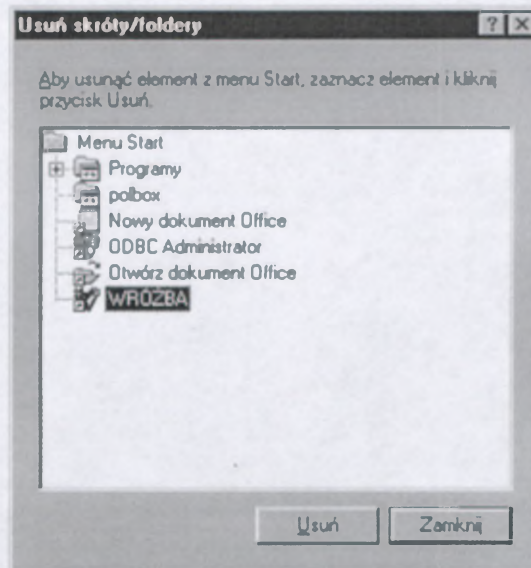 Usuń skróty/foldery
Aby usunąć element z menu Start, zaznacz element i kliknij
przycisk Usuń.
Menu Start
Programy
polbox
Nowy dokument Office
ODBC Administrator
Otwórz dokument Office
WRÓŻBA
Usuń
Zamknij